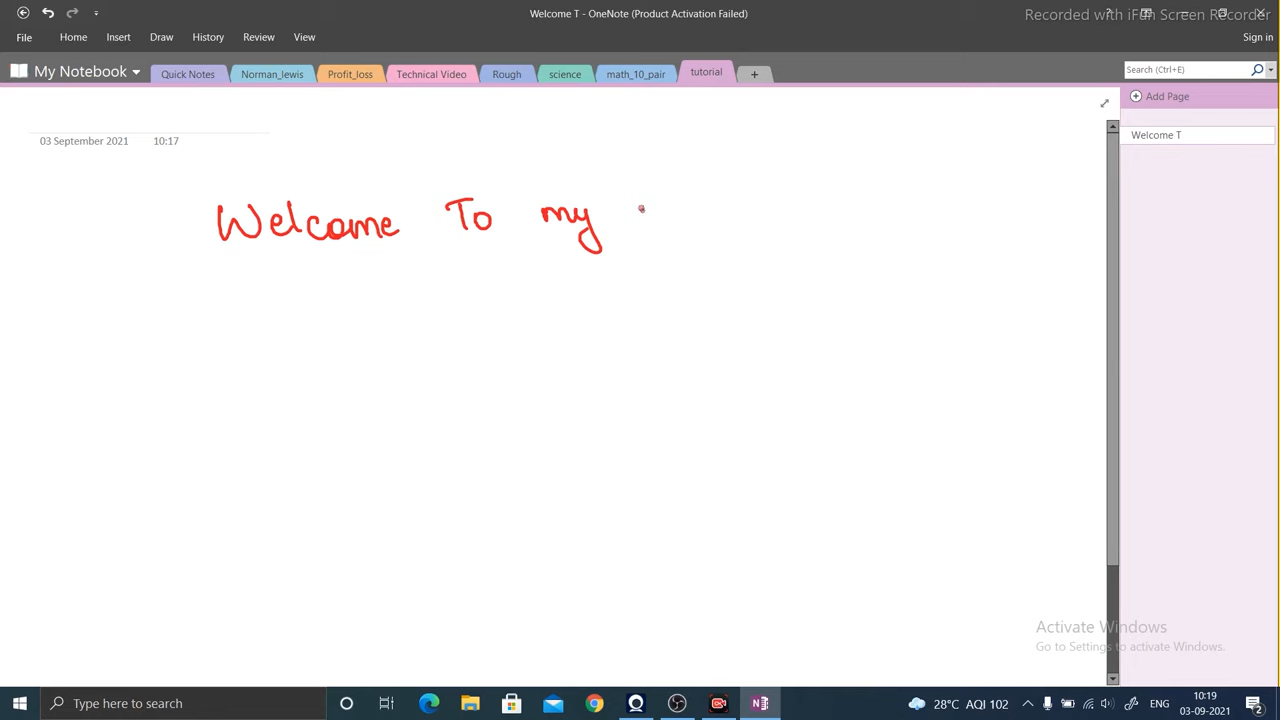 Welcome T - OneNote (Product Activation Failed)
Recorded with iFun Screen Recorder
File Home Insert Draw History Review View
Sign in
My Notebook Quick Notes Norman_lewis Profit_loss Technical Video Rough science math_10_pair tutorial +
Search (Ctrl+E)
Add Page
Welcome T
03 September 2021 10:17
Welcome To my
Activate Windows
Go to Settings to activate Windows.
Type here to search
28°C AQI 102
ENG
10:19
03-09-2021
2